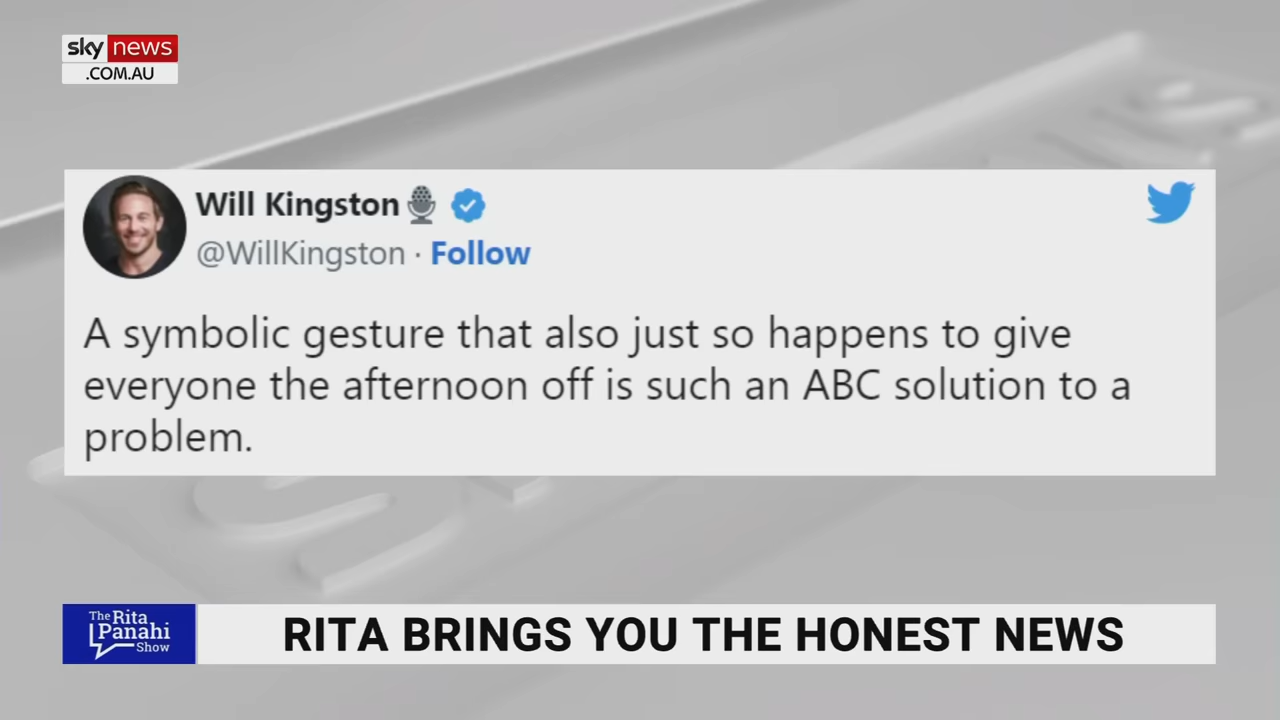 sky news
.COM.AU
Will Kingston
@WillKingston · Follow
A symbolic gesture that also just so happens to give
everyone the afternoon off is such an ABC solution to a
problem.
The Rita
Panahi
Show
RITA BRINGS YOU THE HONEST NEWS